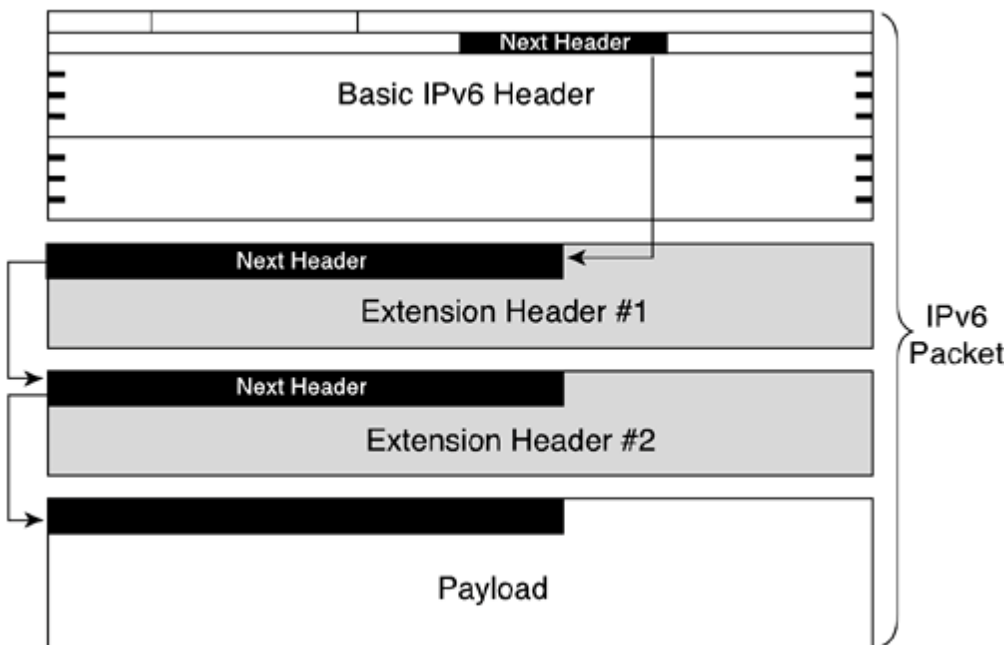 Next Header
Basic IPv6 Header
Next Header
Extension Header #1
IPv6
Packet
Next Header
Extension Header #2
Payload